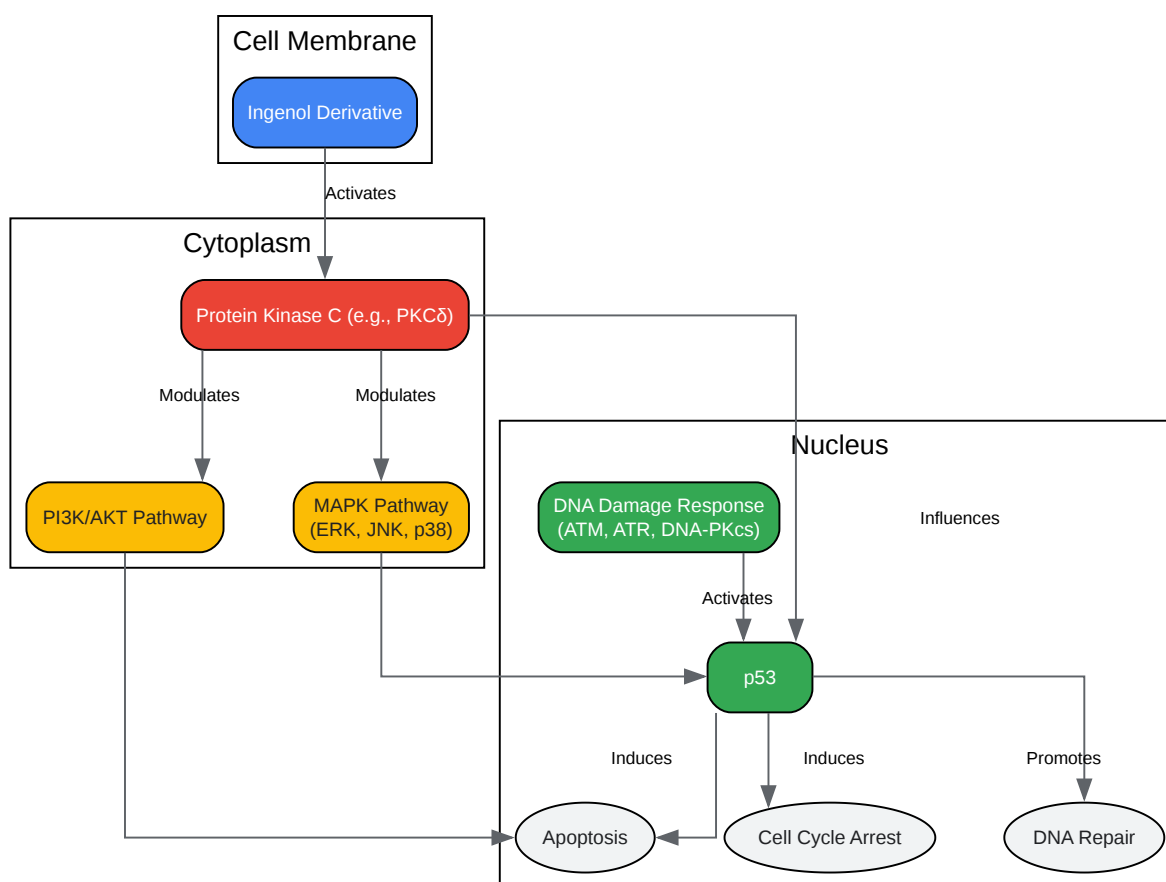 Cell Membrane
Ingenol Derivative
Activates
Cytoplasm
Protein Kinase C (e.g., PKCδ)
Modulates
Modulates
Nucleus
PI3K/AKT Pathway
MAPK Pathway
(ERK, JNK, p38)
DNA Damage Response
(ATM, ATR, DNA-PKcs)
Influences
Activates
p53
Induces
Induces
Promotes
Apoptosis
Cell Cycle Arrest
DNA Repair